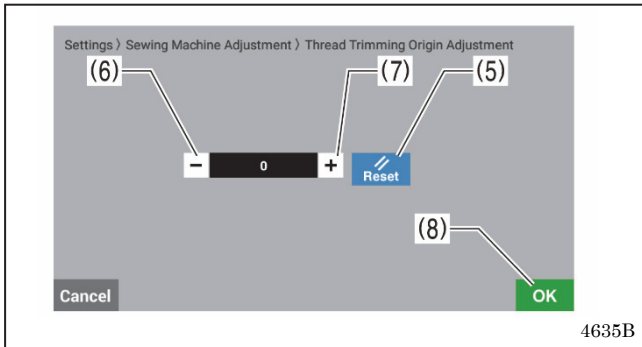 Settings 〉 Sewing Machine Adjustment 〉 Thread Trimming Origin Adjustment
(6) (7) (5)
− 0 + Reset
(8)
Cancel OK
4635B